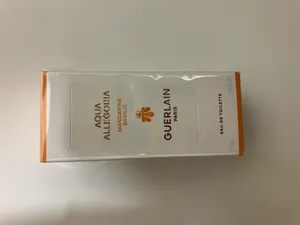 AQUA
ALLEGORIA
MANDARINE
BASILIC
GUERLAIN
PARIS
EAU DE TOILETTE